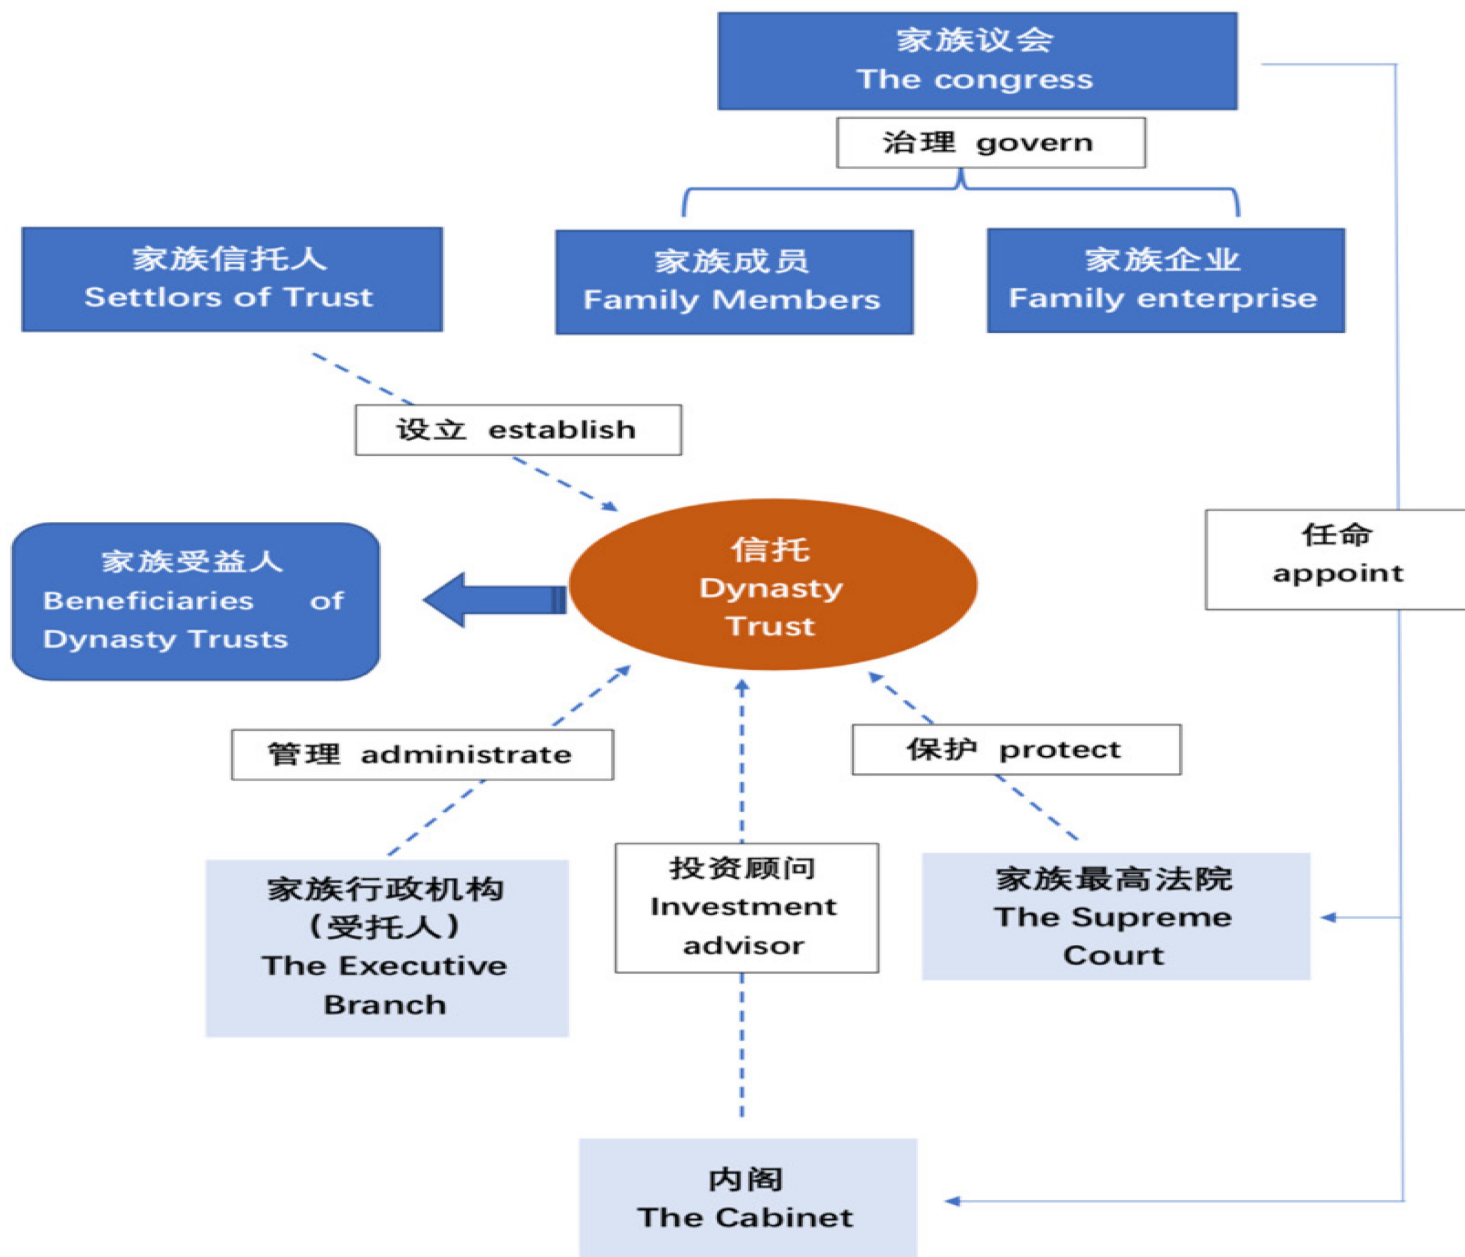 家族议会
The congress
治理 govern
家族信托人
Settlors of Trust
家族成员
Family Members
家族企业
Family enterprise
设立 establish
家族受益人
Beneficiaries of
Dynasty Trusts
信托
Dynasty
Trust
任命
appoint
管理 administrate
保护 protect
家族行政机构
（受托人）
The Executive
Branch
投资顾问
Investment
advisor
家族最高法院
The Supreme
Court
内阁
The Cabinet